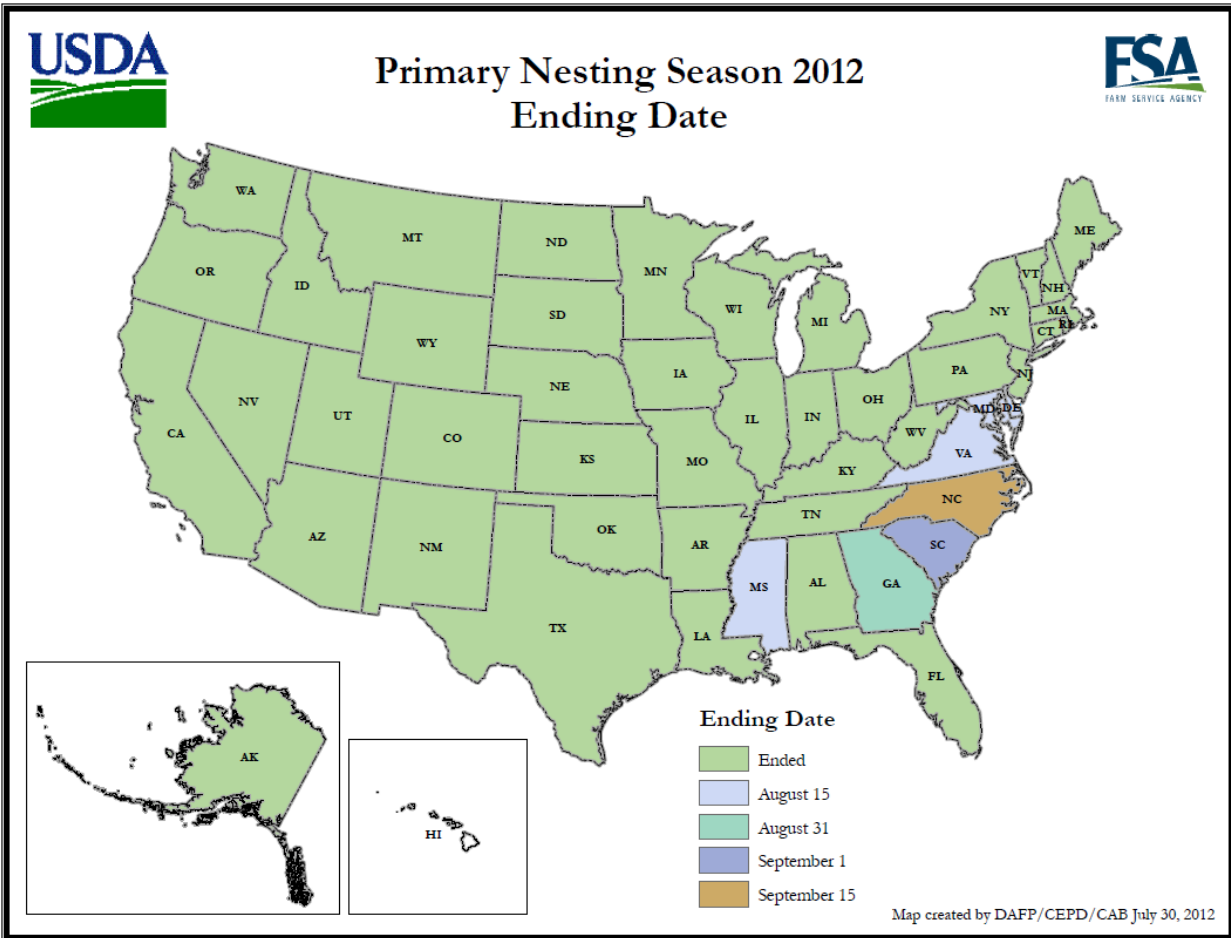 USDA
Primary Nesting Season 2012
Ending Date
FSA
FARM SERVICE AGENCY
WA
MT
ND
MN
ME
OR
ID
SD
WI
MI
VT
NH
NY
MA
CT
RI
WY
IA
PA
NJ
NE
NV
UT
CO
IL
IN
OH
MD
DE
WV
VA
CA
KS
MO
KY
NC
TN
AZ
NM
OK
AR
SC
MS
AL
GA
TX
LA
FL
AK
HI
Ending Date
Ended
August 15
August 31
September 1
September 15
Map created by DAFP/CEPD/CAB July 30, 2012